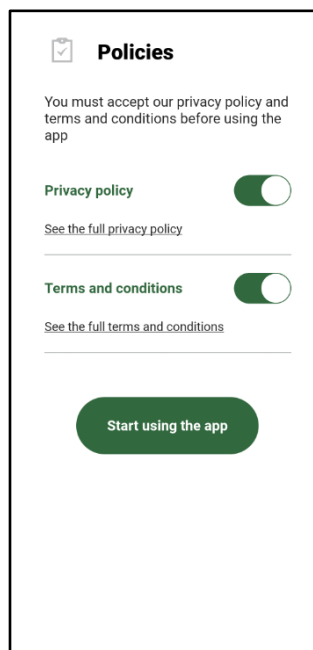 Policies
You must accept our privacy policy and
terms and conditions before using the
app
Privacy policy
See the full privacy policy
Terms and conditions
See the full terms and conditions
Start using the app